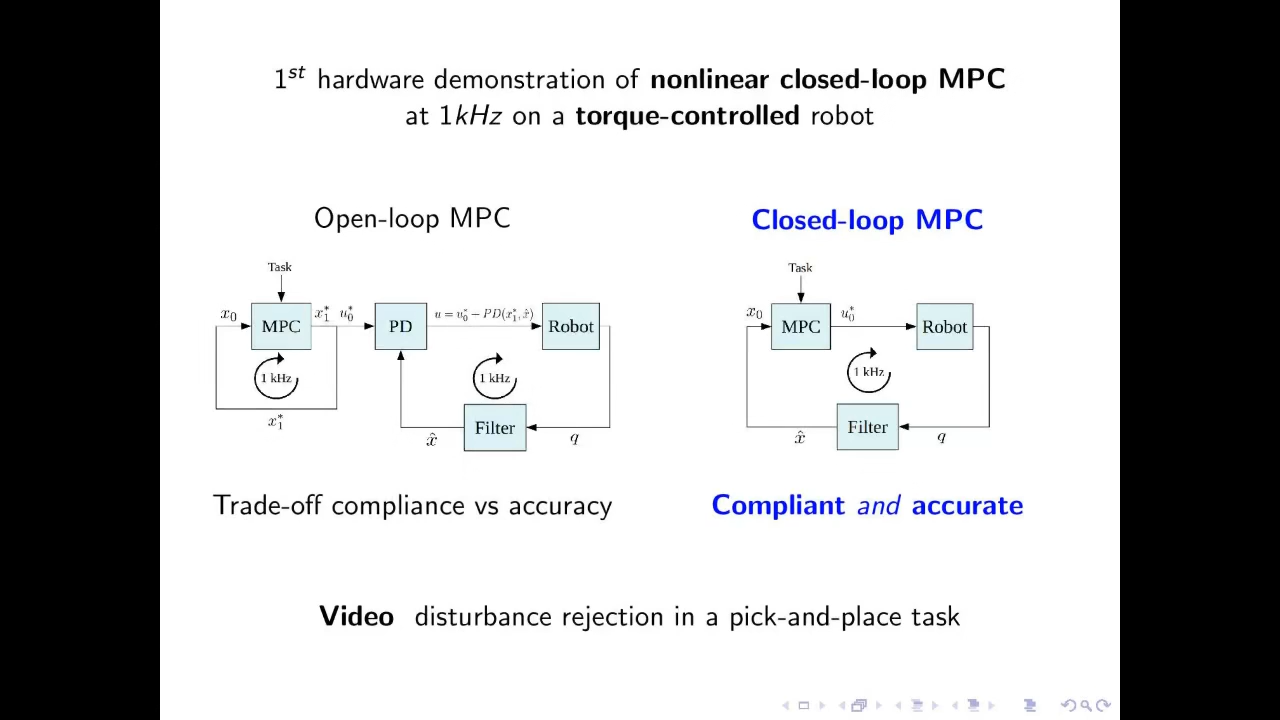 1st hardware demonstration of nonlinear closed-loop MPC
at 1kHz on a torque-controlled robot
Open-loop MPC
Task
x0
MPC
x1* u0*
PD
u = u0* − PD(x1*, x̂)
Robot
1 kHz
1 kHz
x1*
x̂
Filter
q
Trade-off compliance vs accuracy
Closed-loop MPC
Task
x0
MPC
u0*
Robot
1 kHz
x̂
Filter
q
Compliant and accurate
Video disturbance rejection in a pick-and-place task